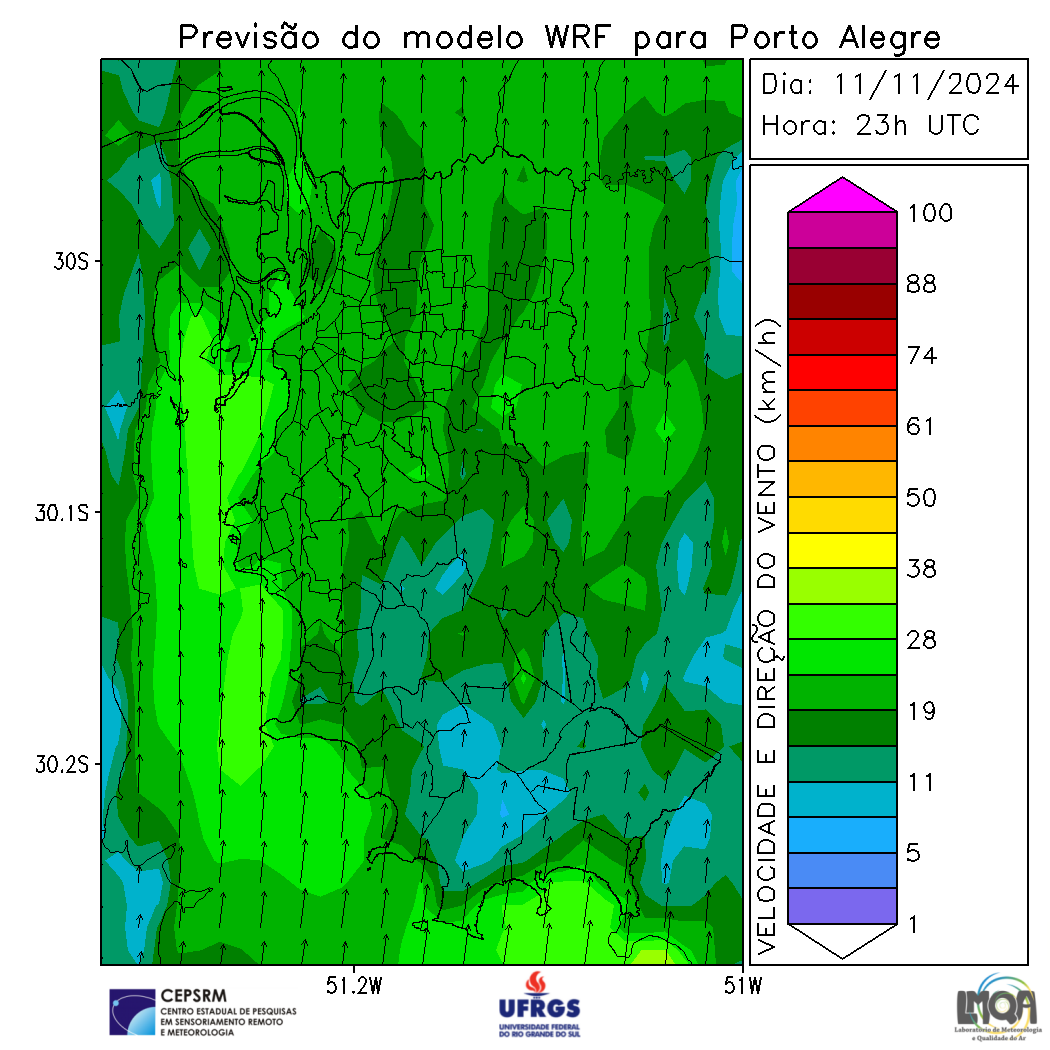 Previsão do modelo WRF para Porto Alegre
Dia: 11/11/2024
Hora: 23h UTC
30S
30.1S
30.2S
51.2W
51W
VELOCIDADE E DIREÇÃO DO VENTO (km/h)
100
88
74
61
50
38
28
19
11
5
1
CEPSRM
CENTRO ESTADUAL DE PESQUISAS
EM SENSORIAMENTO REMOTO
E METEOROLOGIA
UFRGS
UNIVERSIDADE FEDERAL
DO RIO GRANDE DO SUL
LMQA
Laboratório de Meteorologia
e Qualidade do Ar